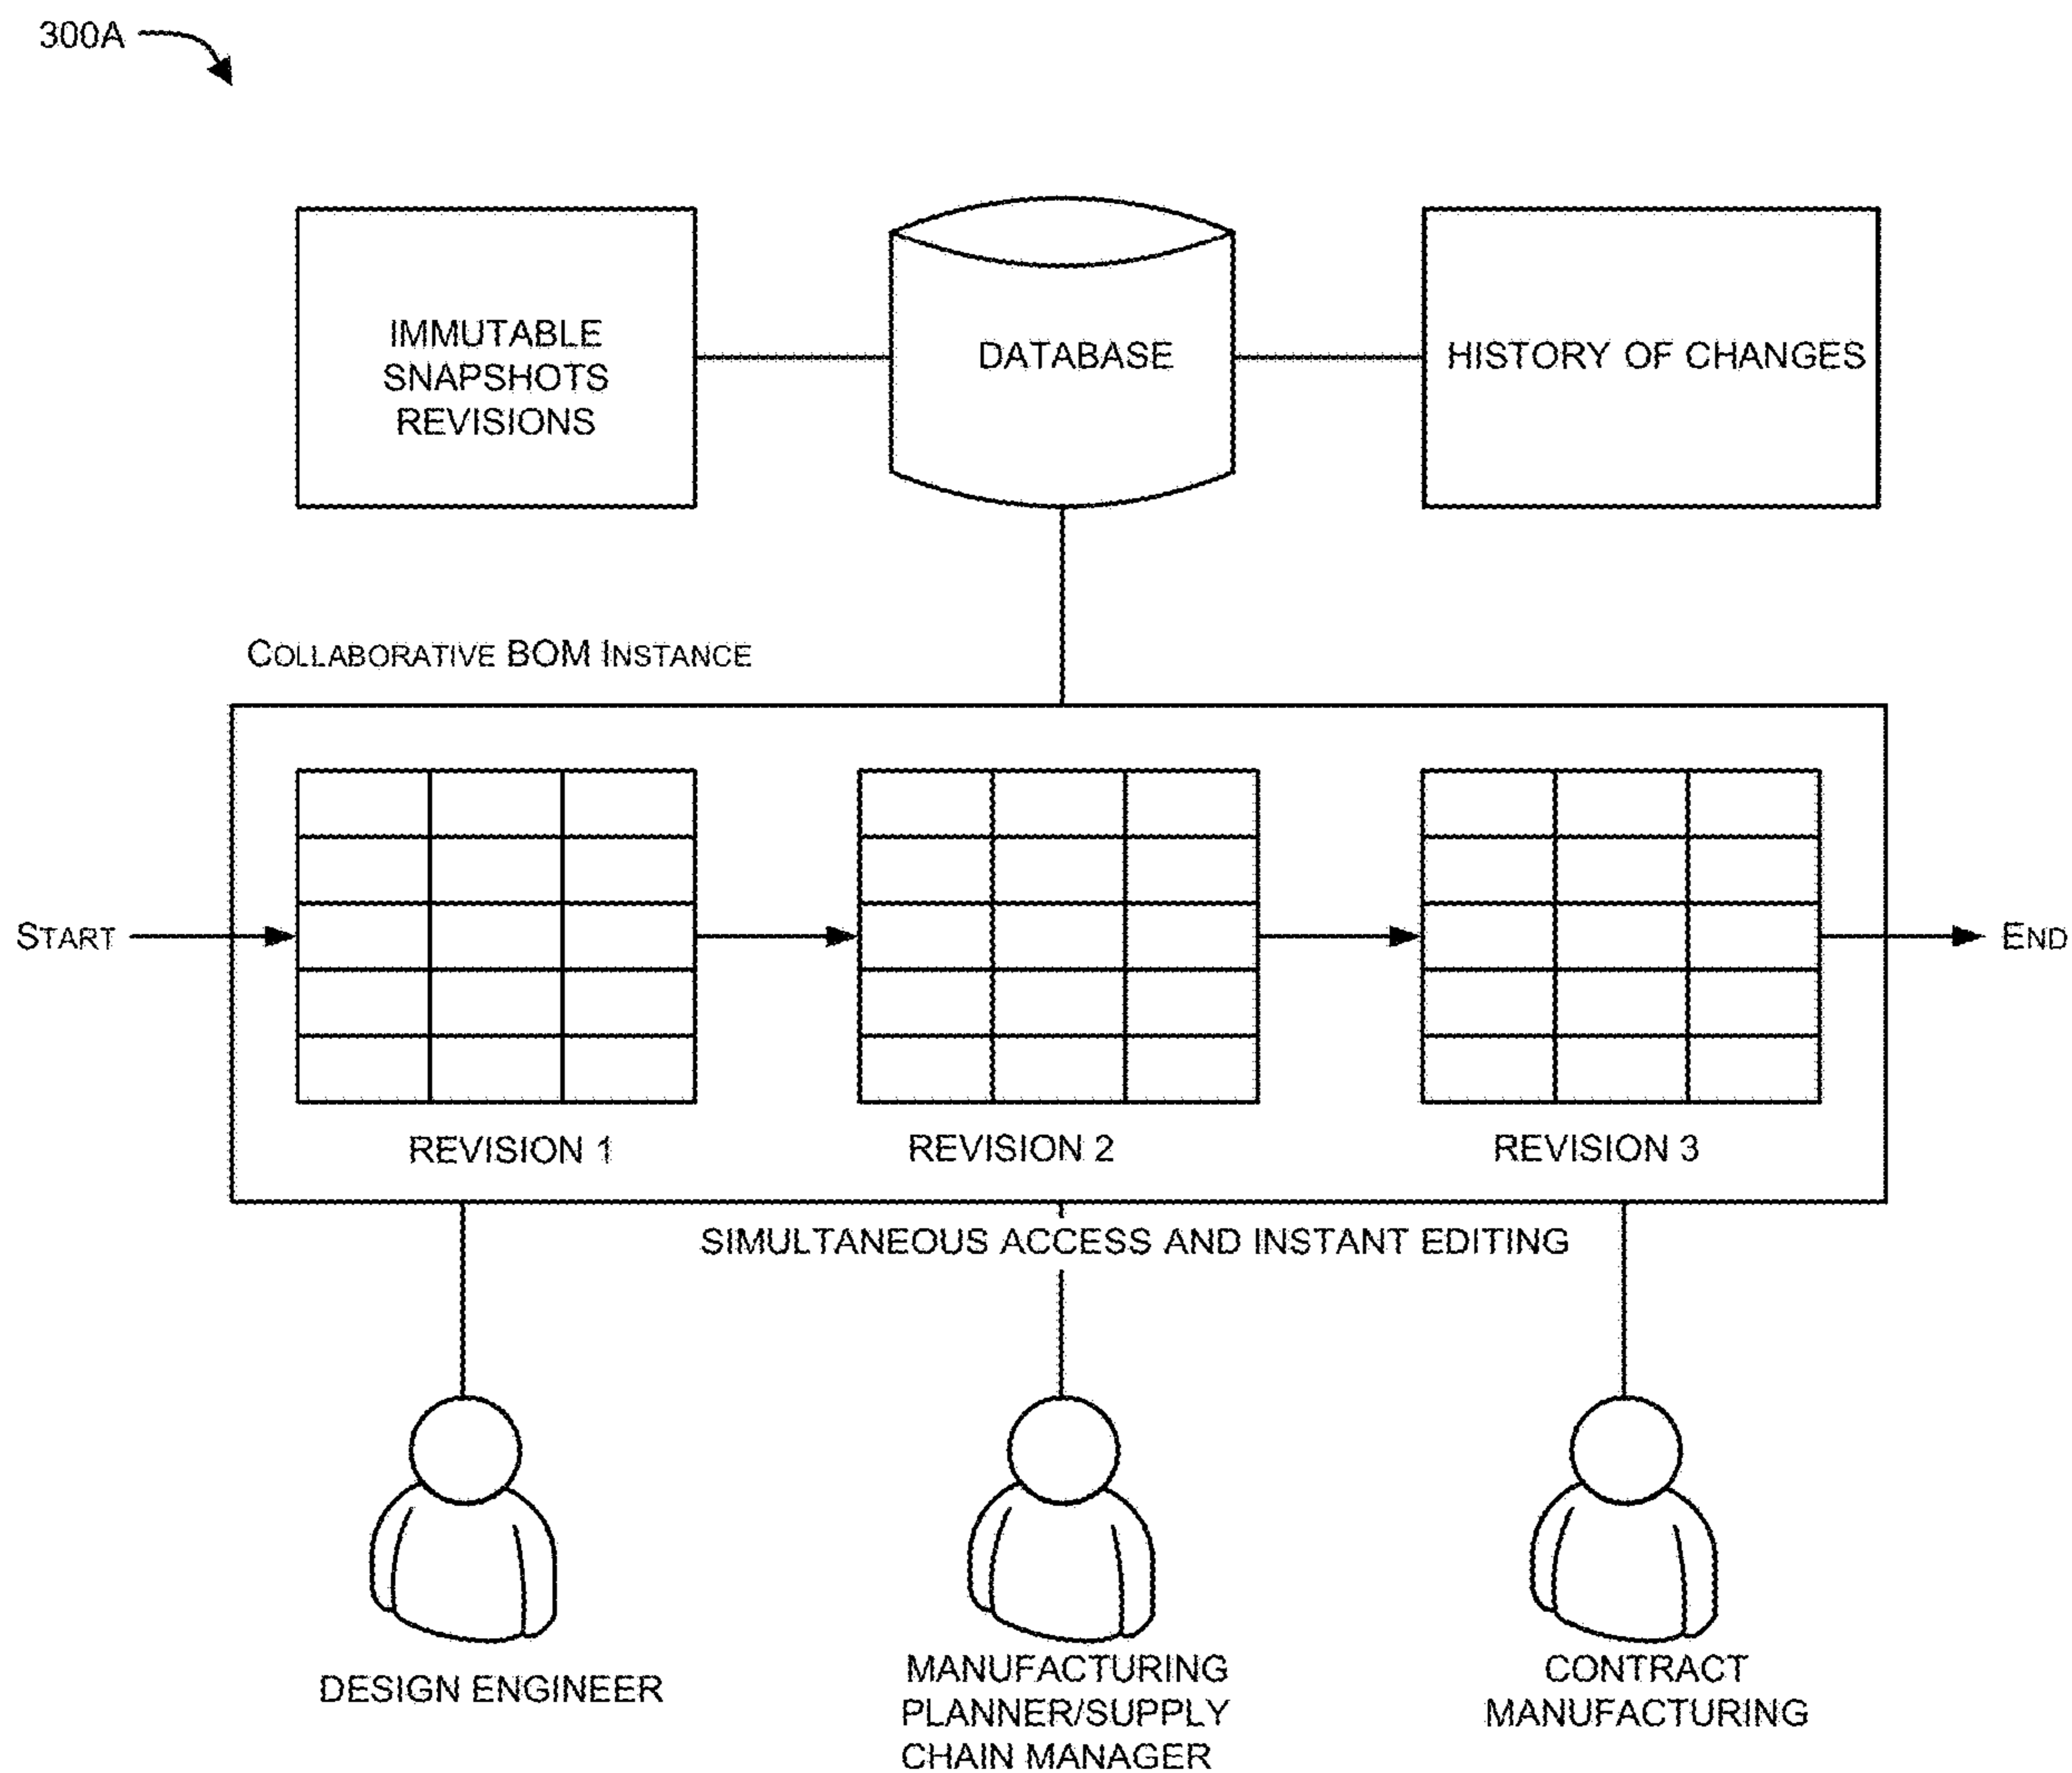 300A
IMMUTABLE
SNAPSHOTS
REVISIONS
DATABASE
HISTORY OF CHANGES
COLLABORATIVE BOM INSTANCE
START
END
REVISION 1
REVISION 2
REVISION 3
SIMULTANEOUS ACCESS AND INSTANT EDITING
DESIGN ENGINEER
MANUFACTURING
PLANNER/SUPPLY
CHAIN MANAGER
CONTRACT
MANUFACTURING